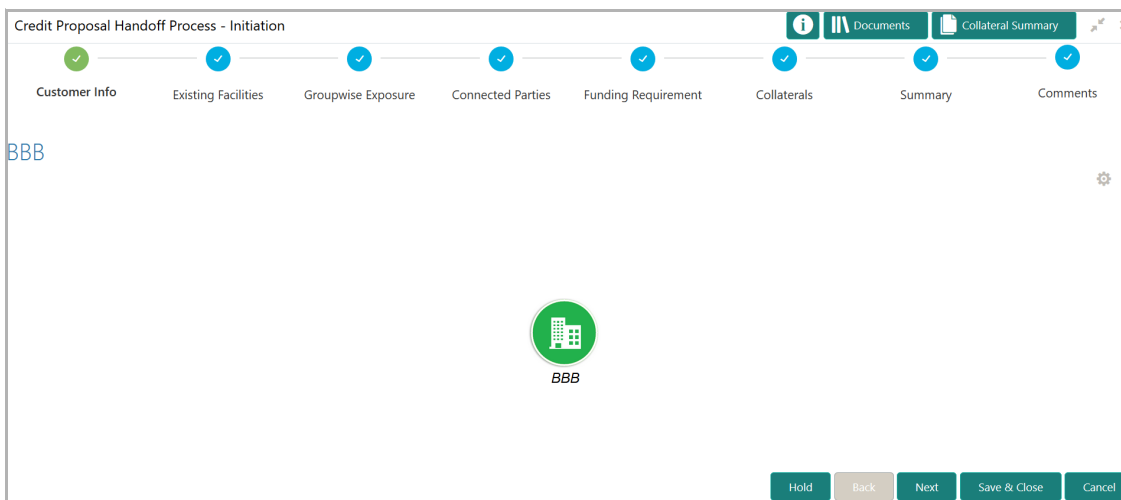 Credit Proposal Handoff Process - Initiation
Documents
Collateral Summary
Customer Info
Existing Facilities
Groupwise Exposure
Connected Parties
Funding Requirement
Collaterals
Summary
Comments
BBB
BBB
Hold
Back
Next
Save & Close
Cancel